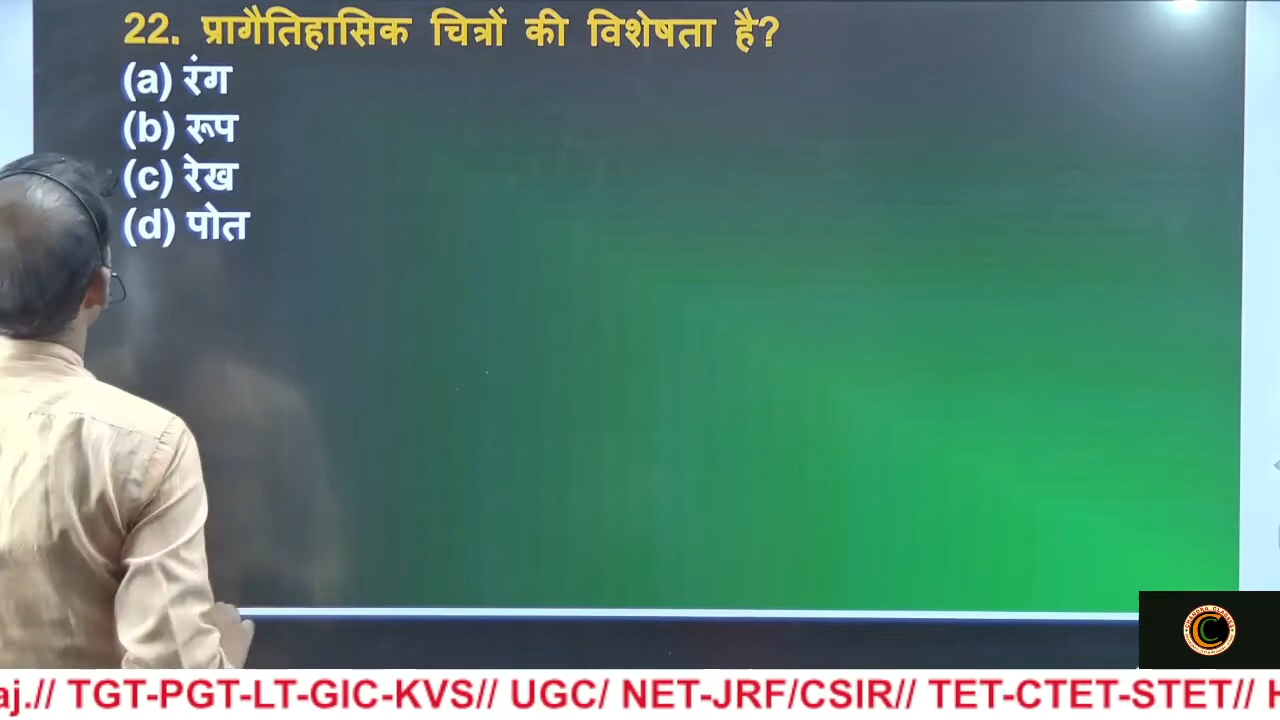 22. प्रागैतिहासिक चित्रों की विशेषता है?
(a) रंग
(b) रूप
(c) रेख
(d) पोत
aj.// TGT-PGT-LT-GIC-KVS// UGC/ NET-JRF/CSIR// TET-CTET-STET// H